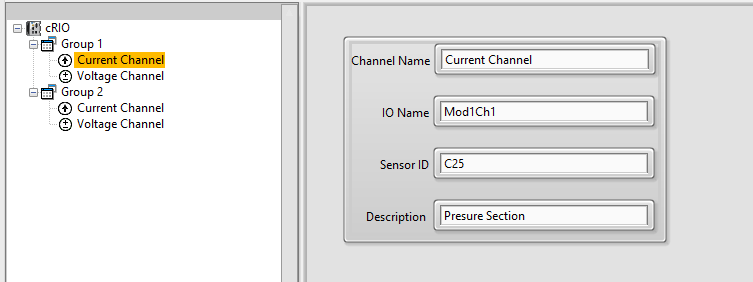 cRIO
Group 1
Current Channel
Voltage Channel
Group 2
Current Channel
Voltage Channel
Channel Name Current Channel
IO Name Mod1Ch1
Sensor ID C25
Description Presure Section